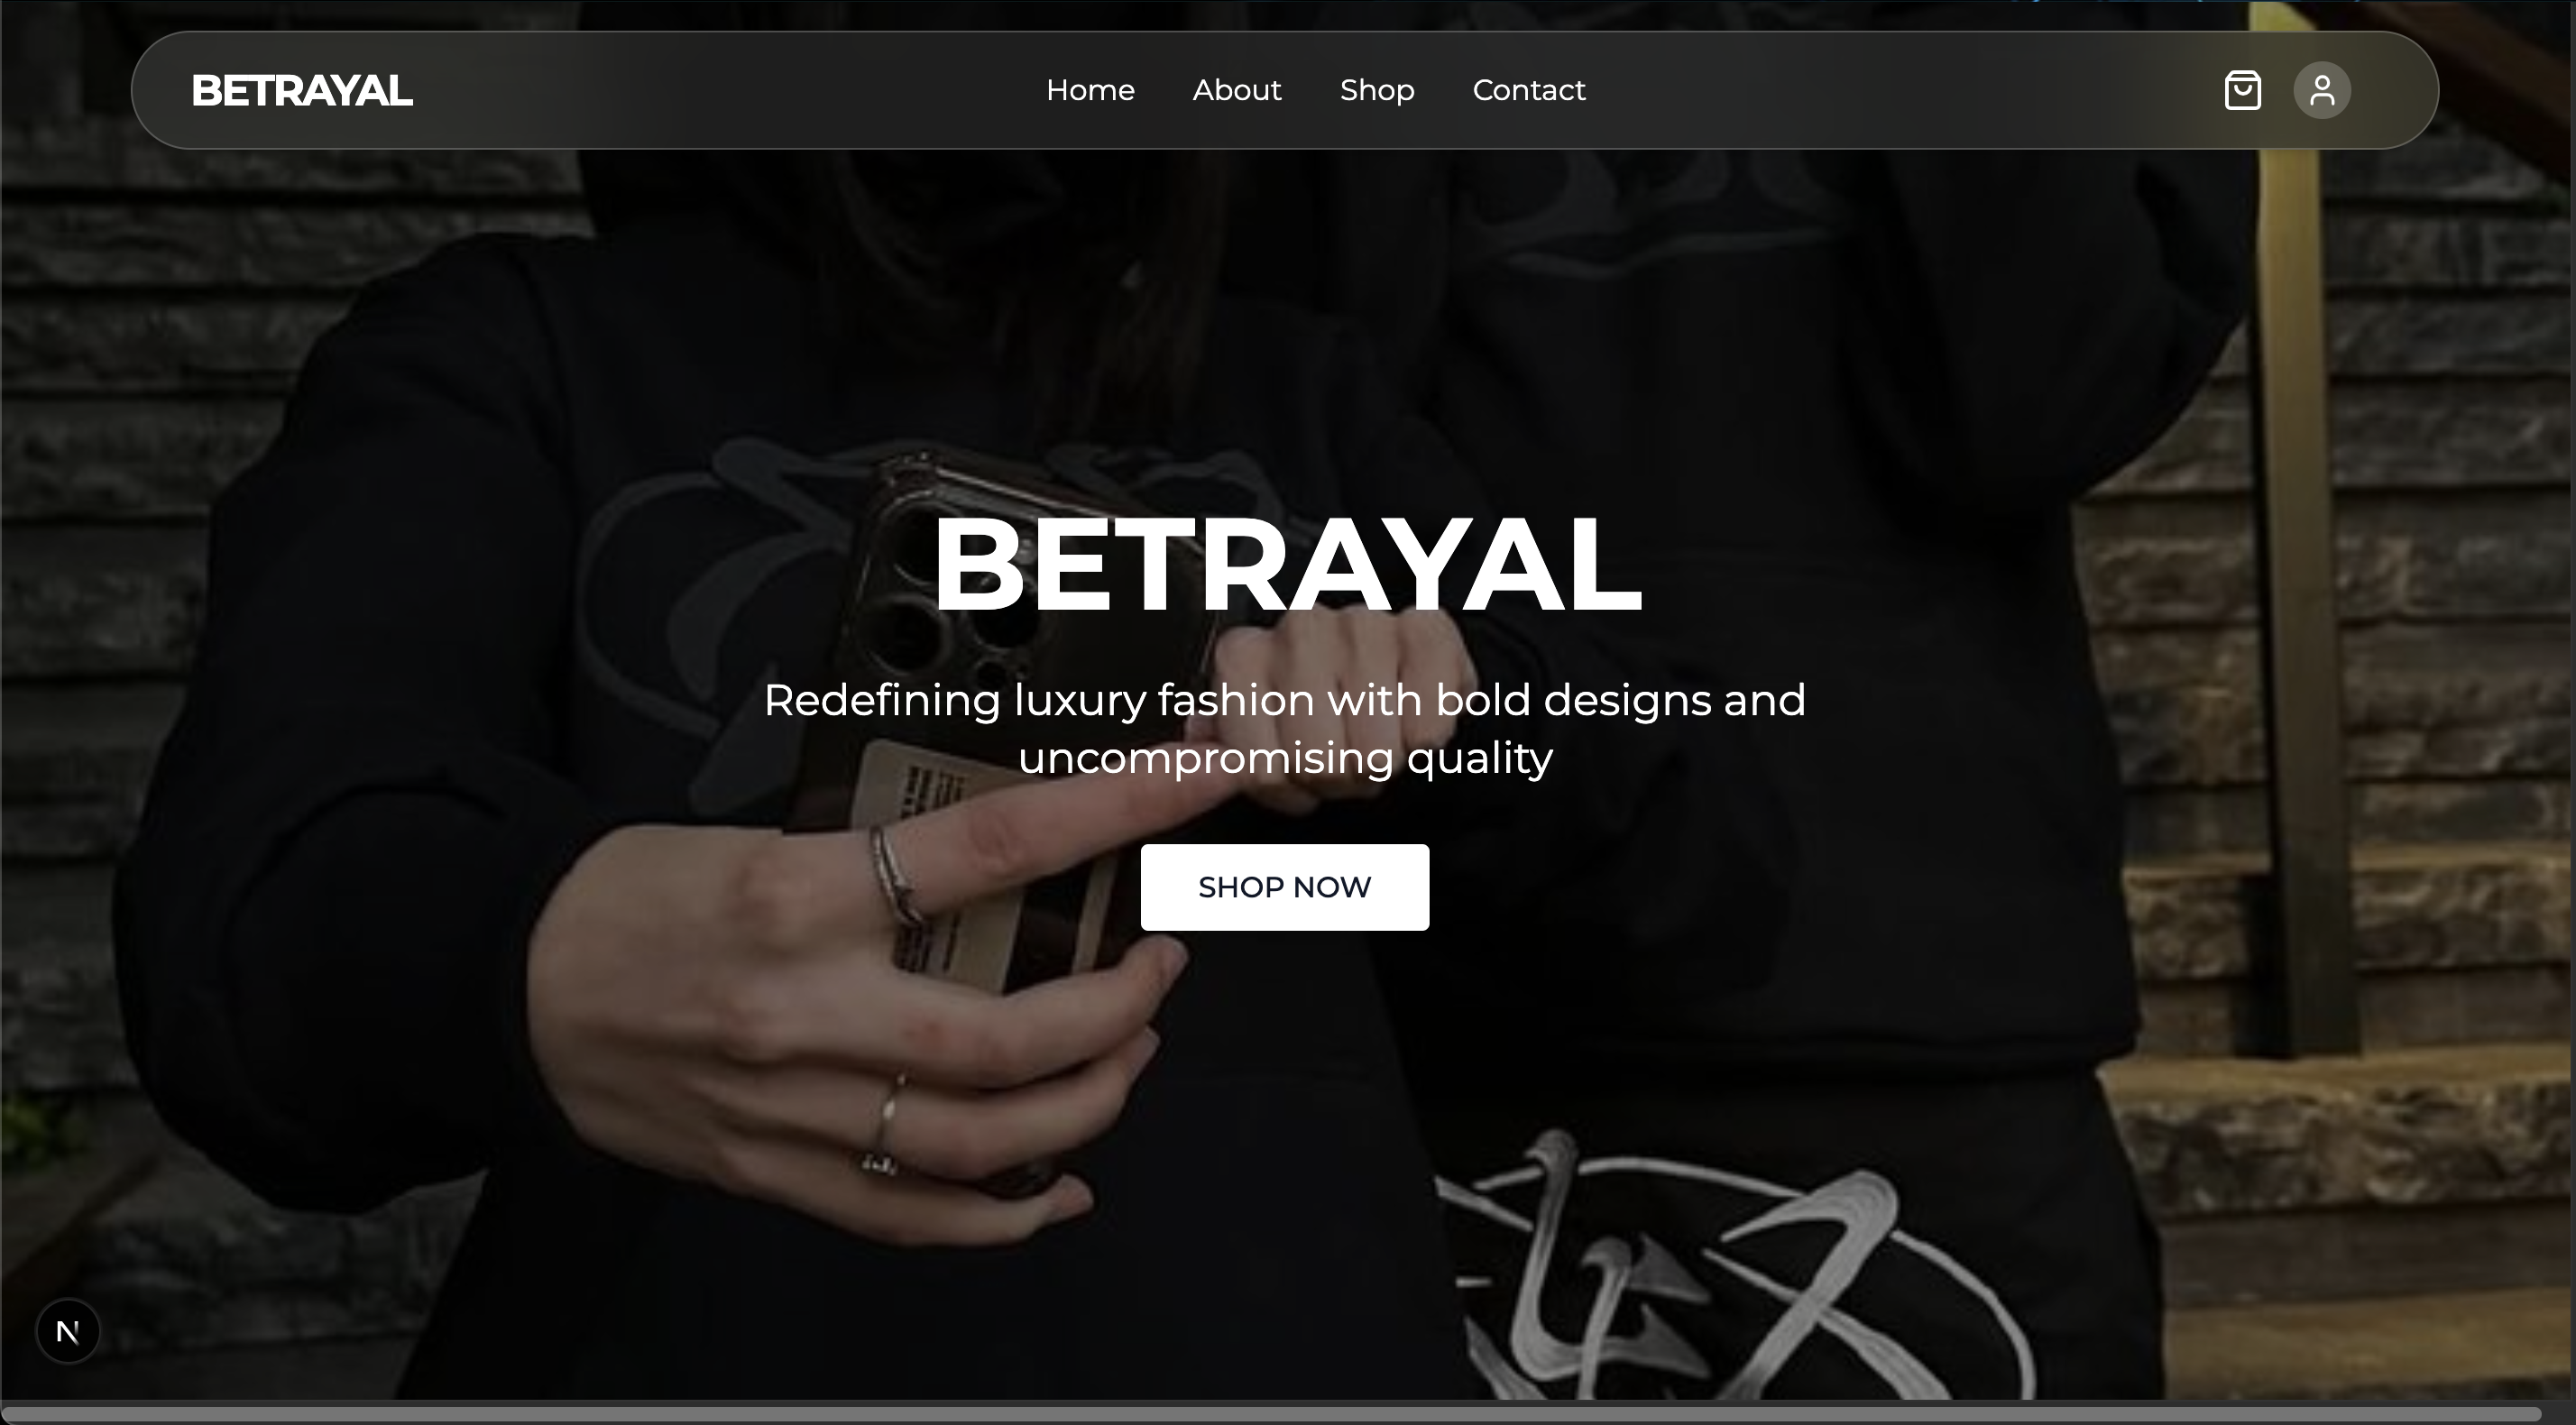 BETRAYAL
Home About Shop Contact
BETRAYAL
Redefining luxury fashion with bold designs and
uncompromising quality
SHOP NOW
N